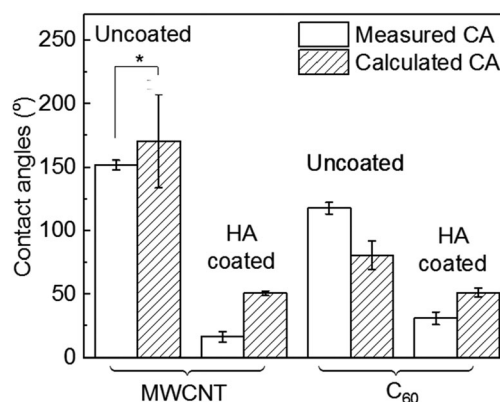 Contact angles (º)
250
200
150
100
50
0
Measured CA
Calculated CA
Uncoated
*
HA
coated
Uncoated
HA
coated
MWCNT
C₆₀